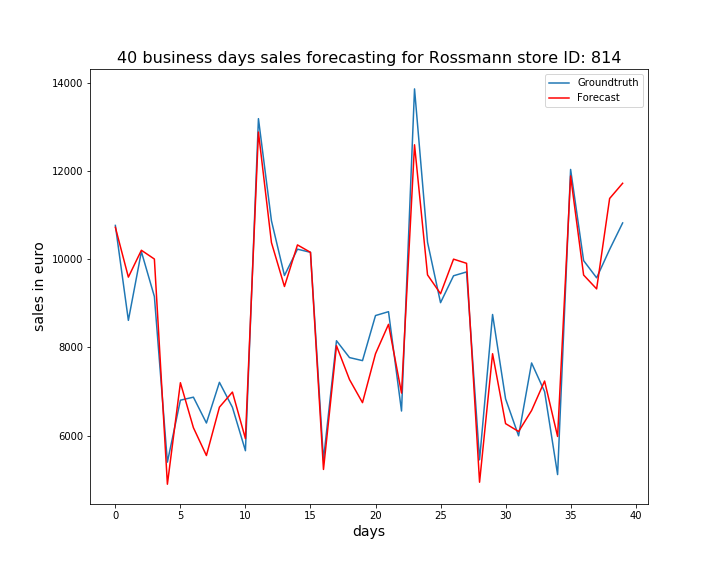 40 business days sales forecasting for Rossmann store ID: 814
Groundtruth
Forecast
14000
12000
10000
8000
6000
sales in euro
0 5 10 15 20 25 30 35 40
days